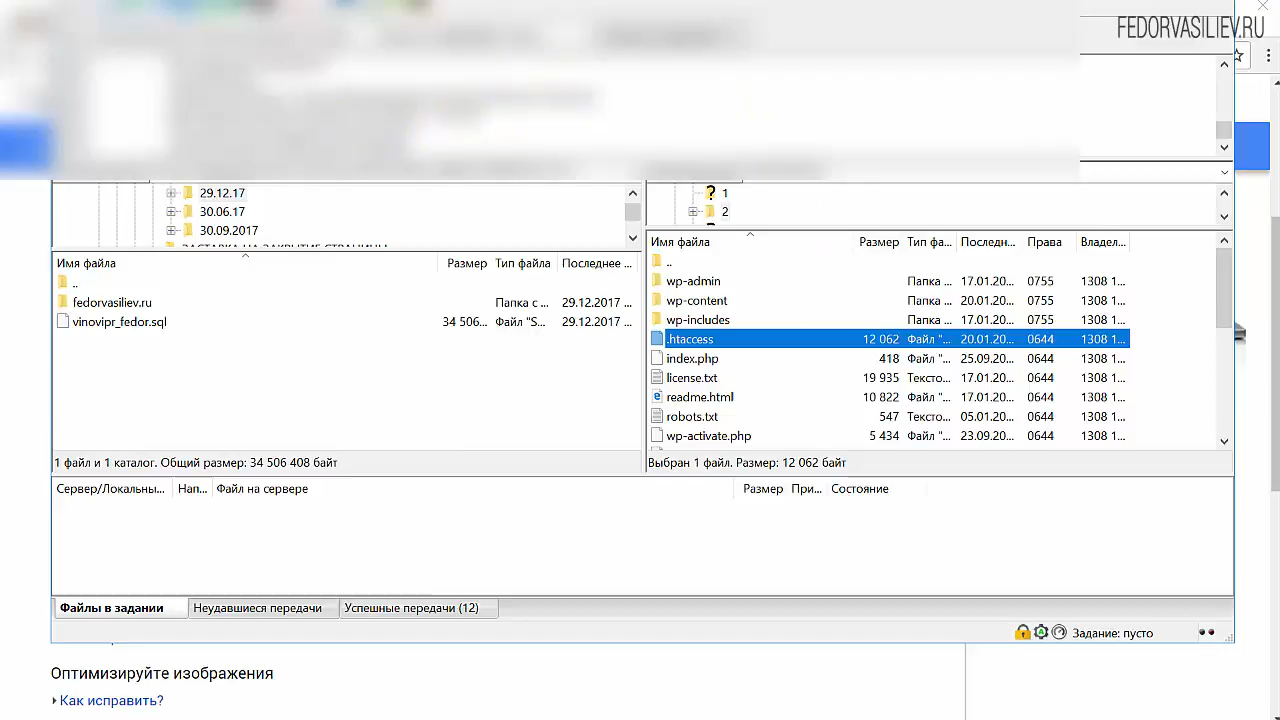 FEDORVASILIEV.RU
29.12.17
30.06.17
30.09.2017
ЗАСТАВКА НА ЗАКРЫТИЕ СТРАНИЦЫ
? 1
2
Имя файла Размер Тип файла Последнее ...
..
fedorvasiliev.ru Папка с ... 29.12.2017 ...
vinovipr_fedor.sql 34 506... Файл "S... 29.12.2017 ...
1 файл и 1 каталог. Общий размер: 34 506 408 байт
Имя файла Размер Тип фа... Последн... Права Владел...
..
wp-admin Папка ... 17.01.20... 0755 1308 1...
wp-content Папка ... 20.01.20... 0755 1308 1...
wp-includes Папка ... 17.01.20... 0755 1308 1...
.htaccess 12 062 Файл "... 20.01.20... 0644 1308 1...
index.php 418 Файл "... 25.09.20... 0644 1308 1...
license.txt 19 935 Тексто... 17.01.20... 0644 1308 1...
readme.html 10 822 Файл "... 17.01.20... 0644 1308 1...
robots.txt 547 Тексто... 05.01.20... 0644 1308 1...
wp-activate.php 5 434 Файл "... 23.09.20... 0644 1308 1...
Выбран 1 файл. Размер: 12 062 байт
Сервер/Локальны... Нап... Файл на сервере Размер При... Состояние
Файлы в задании Неудавшиеся передачи Успешные передачи (12)
Задание: пусто
Оптимизируйте изображения
Как исправить?